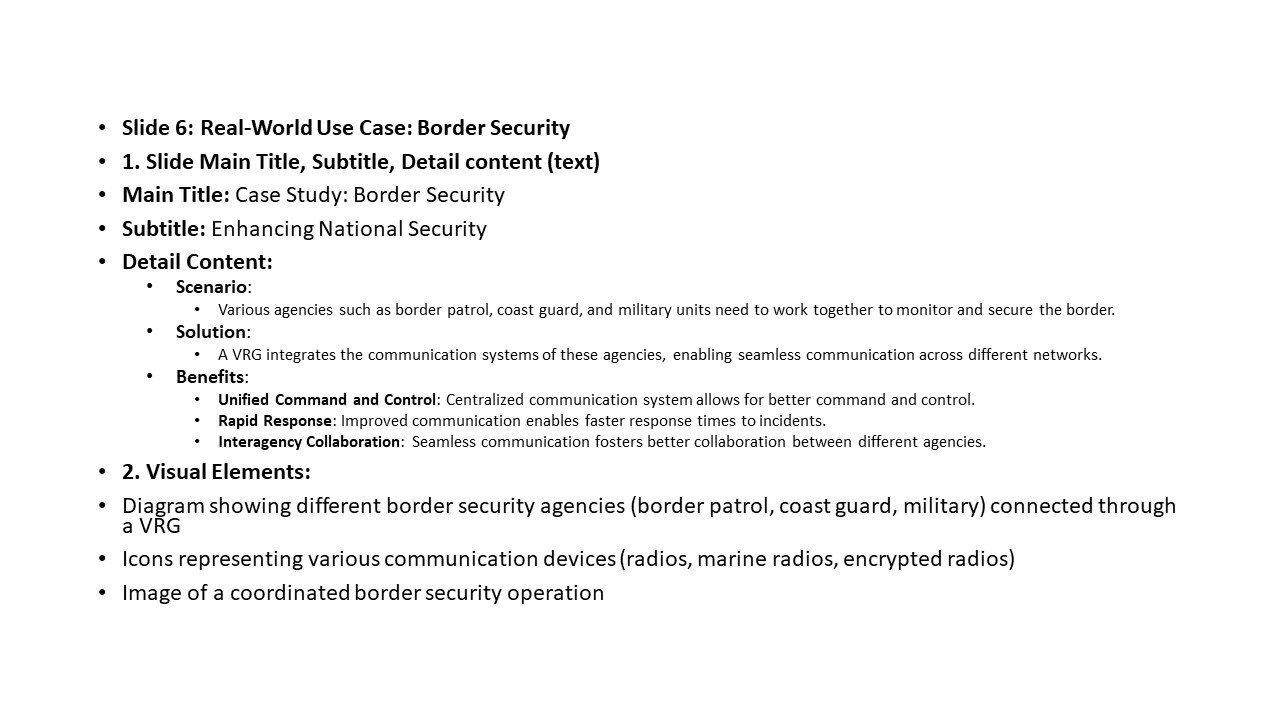 • Slide 6: Real-World Use Case: Border Security
• 1. Slide Main Title, Subtitle, Detail content (text)
• Main Title: Case Study: Border Security
• Subtitle: Enhancing National Security
• Detail Content:
• Scenario:
• Various agencies such as border patrol, coast guard, and military units need to work together to monitor and secure the border.
• Solution:
• A VRG integrates the communication systems of these agencies, enabling seamless communication across different networks.
• Benefits:
• Unified Command and Control: Centralized communication system allows for better command and control.
• Rapid Response: Improved communication enables faster response times to incidents.
• Interagency Collaboration: Seamless communication fosters better collaboration between different agencies.
• 2. Visual Elements:
• Diagram showing different border security agencies (border patrol, coast guard, military) connected through
a VRG
• Icons representing various communication devices (radios, marine radios, encrypted radios)
• Image of a coordinated border security operation